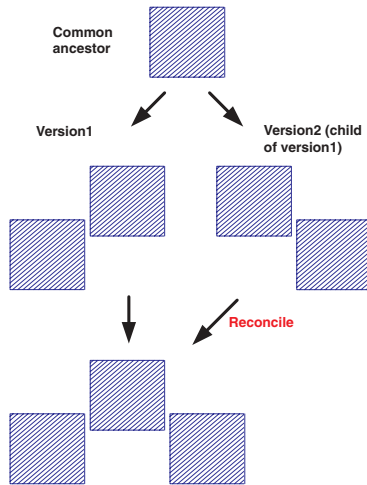 Common
ancestor
Version1
Version2 (child
of version1)
Reconcile